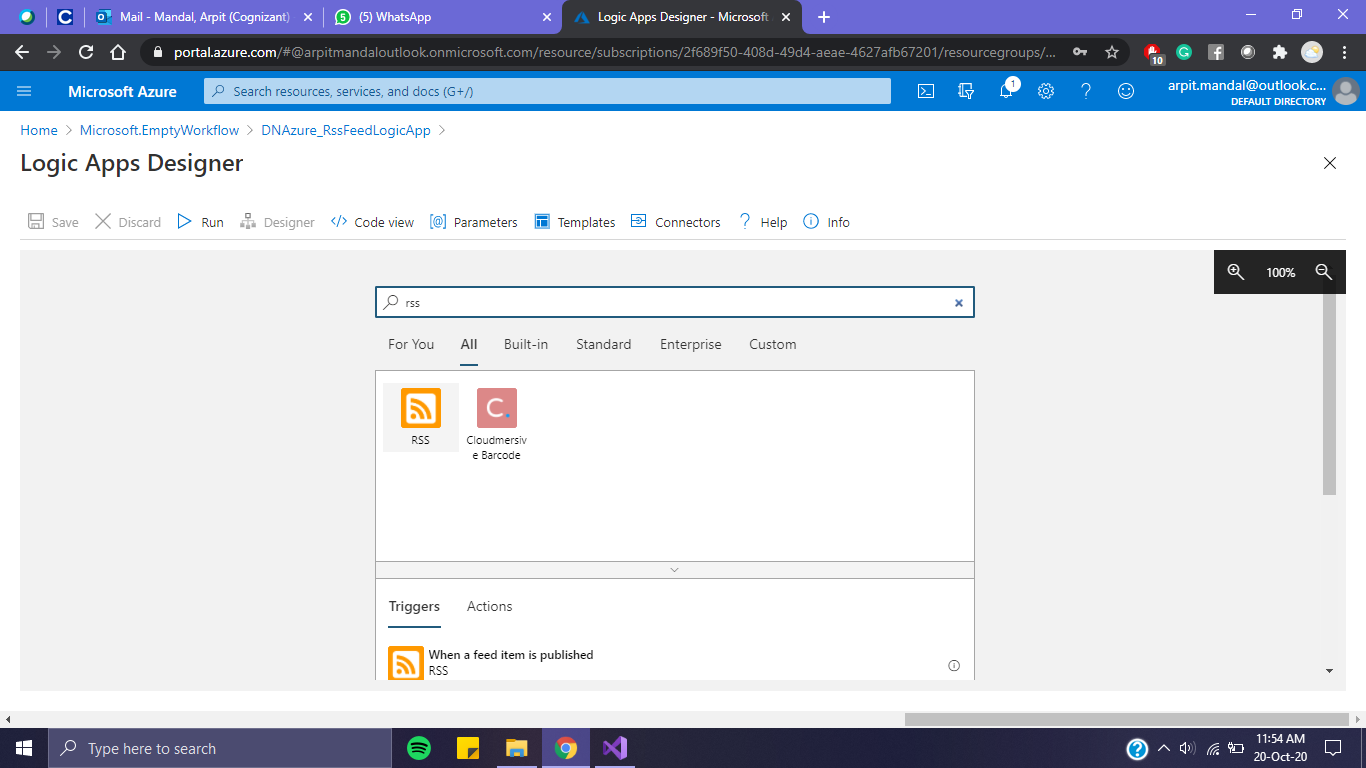 Mail - Mandal, Arpit (Cognizant)
(5) WhatsApp
Logic Apps Designer - Microsoft
portal.azure.com/#@arpitmandaloutlook.onmicrosoft.com/resource/subscriptions/2f689f50-408d-49d4-aeae-4627afb67201/resourcegroups/...
10
Microsoft Azure
Search resources, services, and docs (G+/)
1
arpit.mandal@outlook.c...
DEFAULT DIRECTORY
Home > Microsoft.EmptyWorkflow > DNAzure_RssFeedLogicApp >
Logic Apps Designer
Save Discard Run Designer Code view Parameters Templates Connectors Help Info
100%
rss
For You All Built-in Standard Enterprise Custom
RSS
C.
Cloudmersiv
e Barcode
Triggers Actions
When a feed item is published
RSS
Type here to search
11:54 AM
20-Oct-20